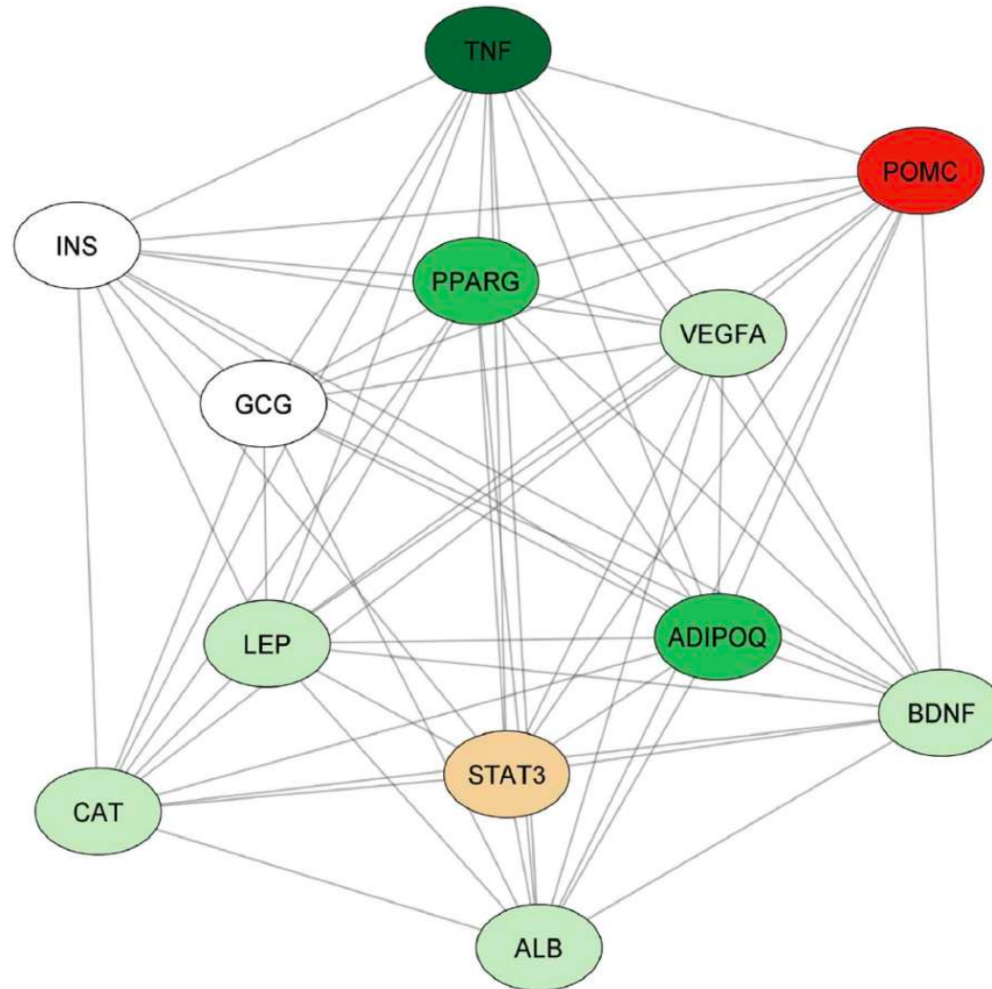 TNF
POMC
INS
PPARG
VEGFA
GCG
LEP
ADIPOQ
BDNF
STAT3
CAT
ALB